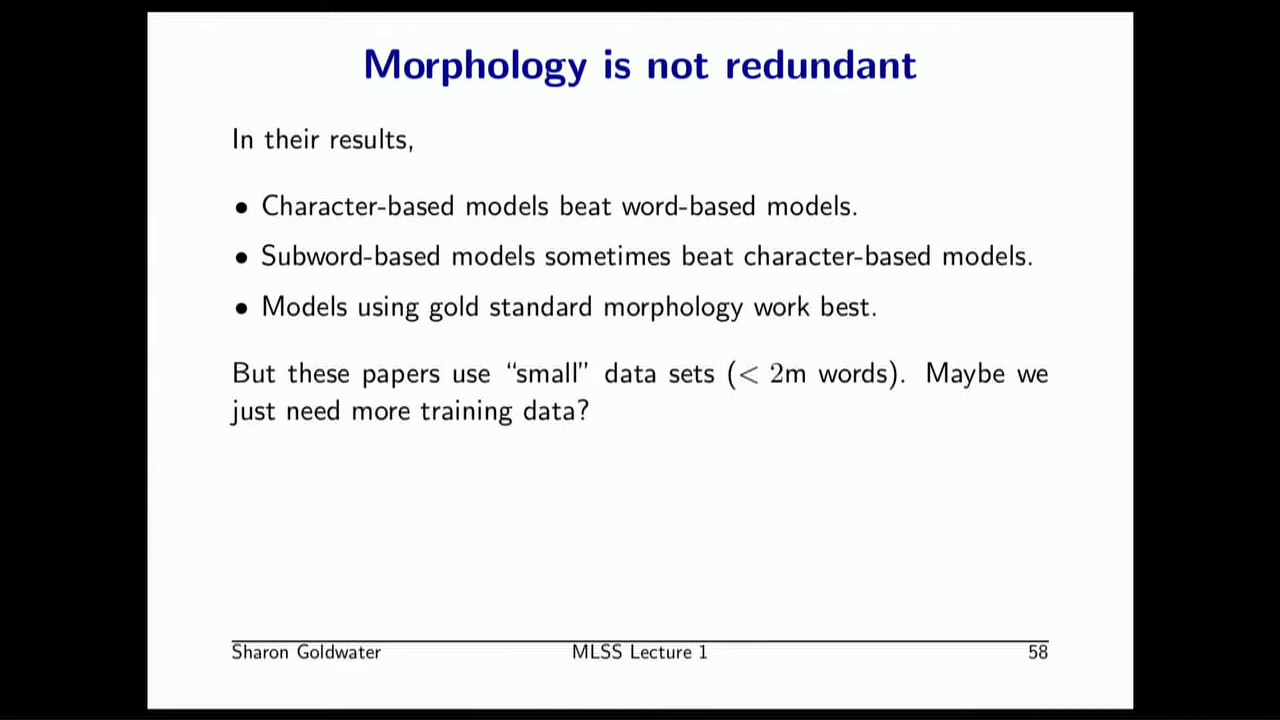 Morphology is not redundant
In their results,
• Character-based models beat word-based models.
• Subword-based models sometimes beat character-based models.
• Models using gold standard morphology work best.
But these papers use “small” data sets (< 2m words). Maybe we
just need more training data?
Sharon Goldwater MLSS Lecture 1 58